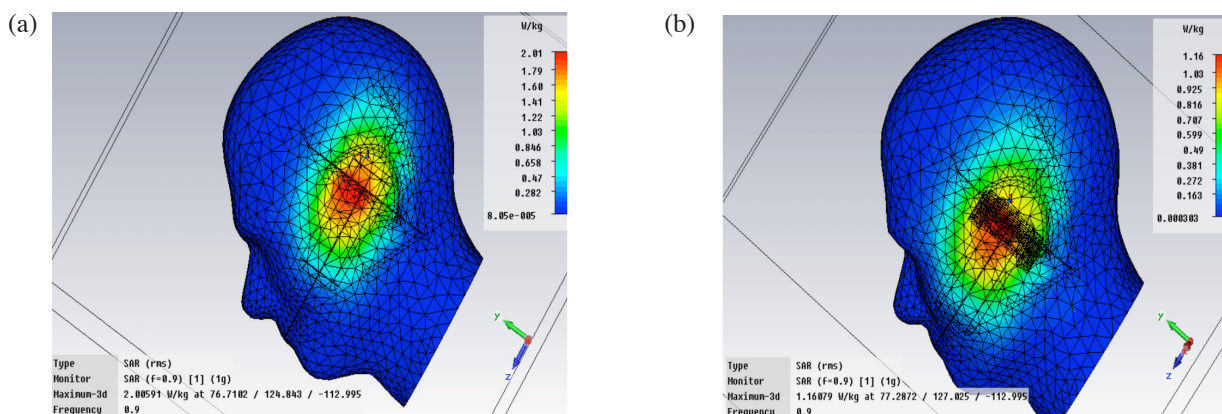 (a)
W/kg
2.01
1.79
1.60
1.41
1.22
1.03
0.846
0.658
0.47
0.282
8.05e-005
y
z
Type SAR (rms)
Monitor SAR (f=0.9) [1] (1g)
Maximum-3d 2.00591 W/kg at 76.7102 / 124.843 / -112.995
Frequency 0.9
(b)
W/kg
1.16
1.03
0.925
0.816
0.707
0.599
0.49
0.381
0.272
0.163
0.000303
y
z
Type SAR (rms)
Monitor SAR (f=0.9) [1] (1g)
Maximum-3d 1.16079 W/kg at 77.2872 / 127.025 / -112.995
Frequency 0.9